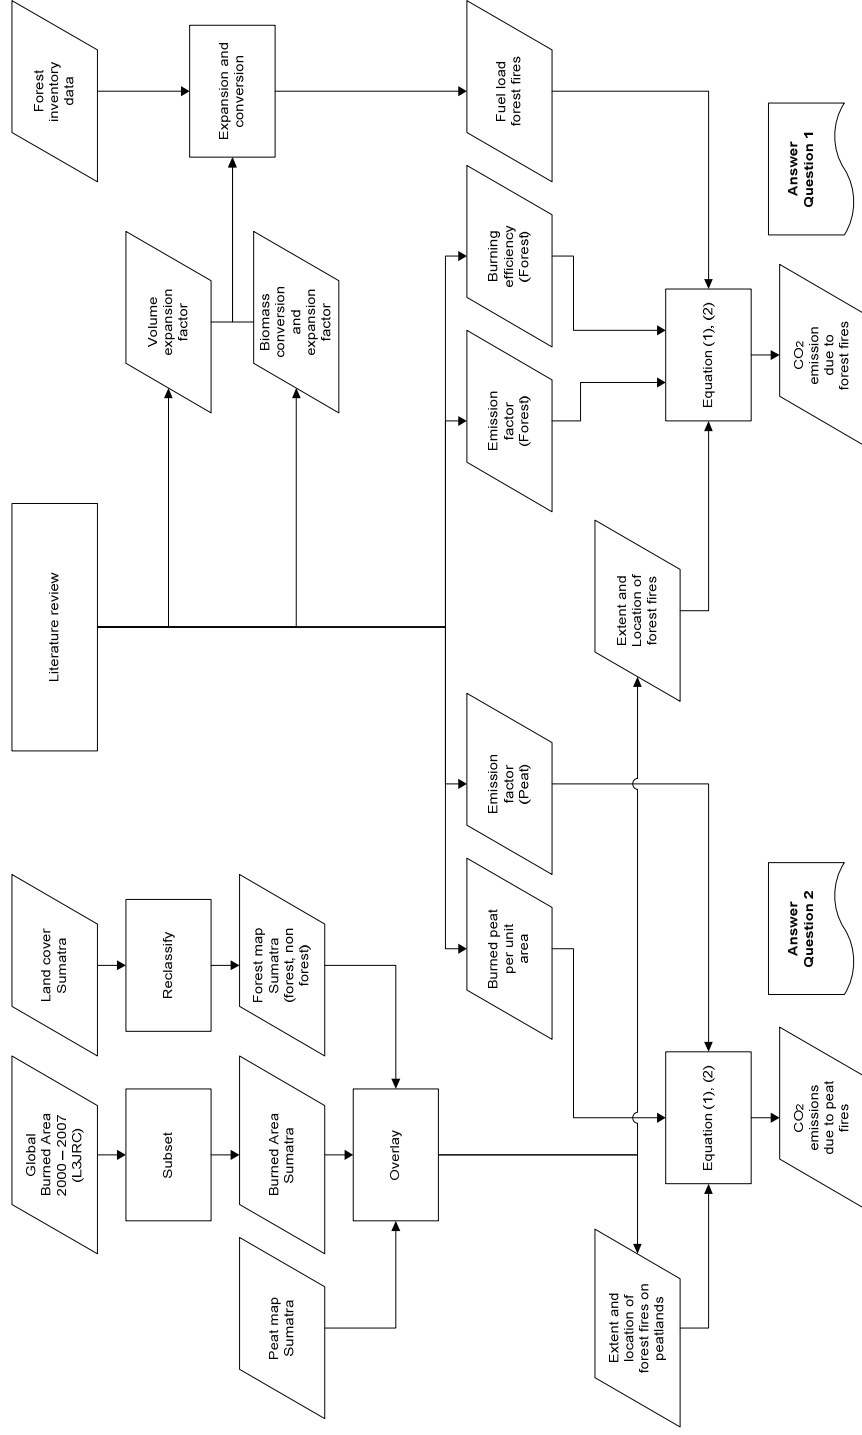 Global
Burned Area
2000 – 2007
(L3JRC)
Land cover
Sumatra
Literature review
Forest
inventory
data
Subset
Reclassify
Volume
expansion
factor
Expansion and
conversion
Peat map
Sumatra
Burned Area
Sumatra
Forest map
Sumatra
(forest, non
forest)
Biomass
conversion
and
expansion
factor
Overlay
Burned peat
per unit
area
Emission
factor
(Peat)
Emission
factor
(Forest)
Burning
efficiency
(Forest)
Fuel load
forest fires
Extent and
location of
forest fires on
peatlands
Extent and
Location of
forest fires
Equation (1), (2)
Equation (1), (2)
CO2
emissions
due to peat
fires
Answer
Question 2
CO2
emission
due to
forest fires
Answer
Question 1